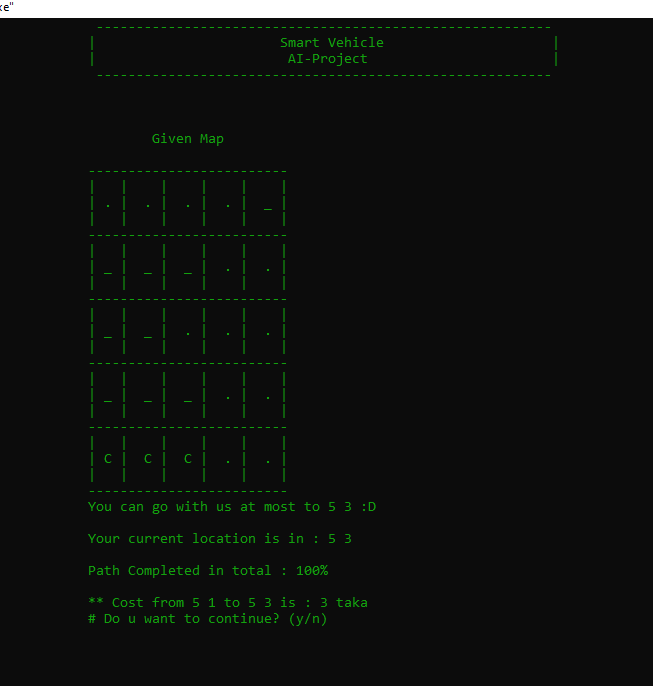 xe"
---------------------------------------------------------
| Smart Vehicle |
| AI-Project |
---------------------------------------------------------
Given Map
-------------------------
| | | | | |
| . | . | . | . | _ |
| | | | | |
-------------------------
| | | | | |
| _ | _ | _ | . | . |
| | | | | |
-------------------------
| | | | | |
| _ | _ | . | . | . |
| | | | | |
-------------------------
| | | | | |
| _ | _ | _ | . | . |
| | | | | |
-------------------------
| | | | | |
| C | C | C | . | . |
| | | | | |
-------------------------
You can go with us at most to 5 3 :D
Your current location is in : 5 3
Path Completed in total : 100%
** Cost from 5 1 to 5 3 is : 3 taka
# Do u want to continue? (y/n)